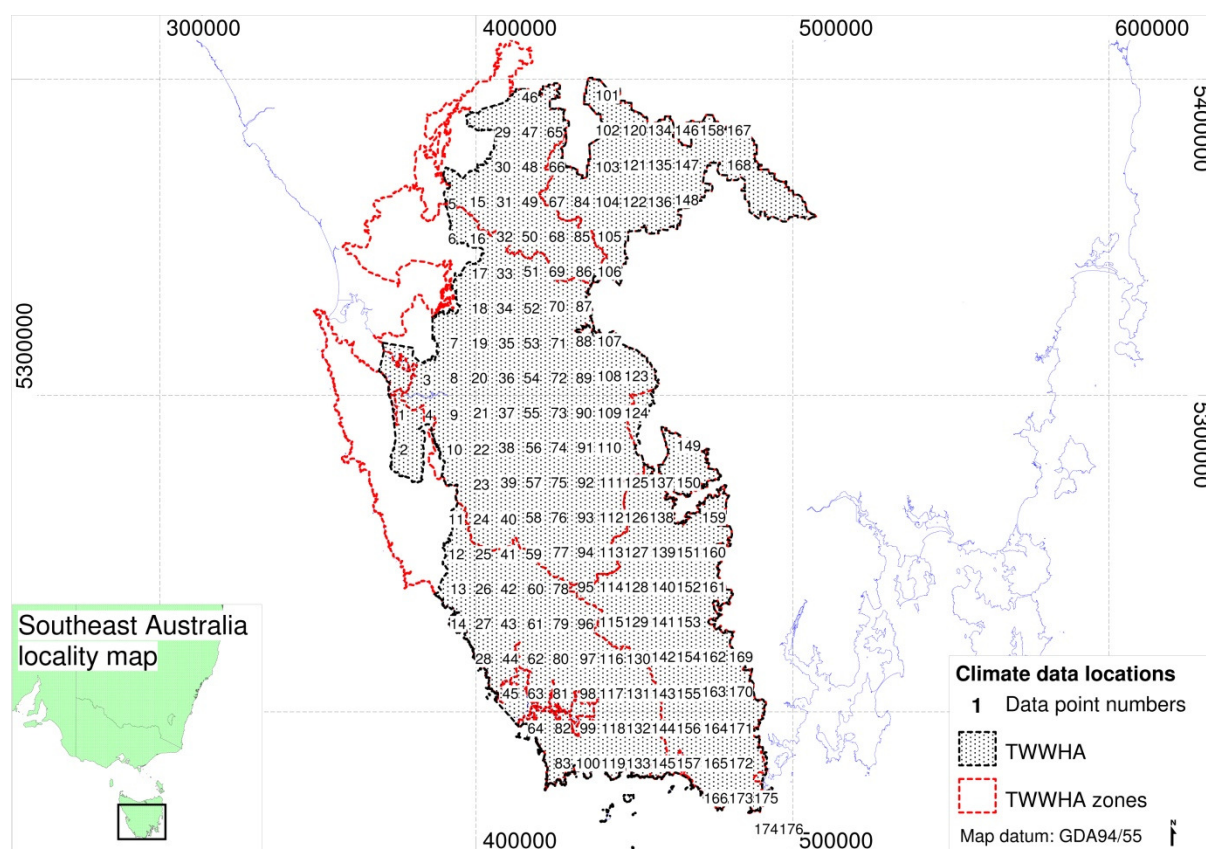 300000 400000 500000 600000
5400000
46 101
29 47 65 102 120 134 146 158 167
30 48 66 103 121 135 147 168
5 15 31 49 67 84 104 122 136 148
6 16 32 50 68 85 105
17 33 51 69 86 106
18 34 52 70 87
5300000
7 19 35 53 71 88 107
3 8 20 36 54 72 89 108 123
1 4 9 21 37 55 73 90 109 124
5300000
2 10 22 38 56 74 91 110 149
23 39 57 75 92 111 125 137 150
11 24 40 58 76 93 112 126 138 159
12 25 41 59 77 94 113 127 139 151 160
13 26 42 60 78 95 114 128 140 152 161
14 27 43 61 79 96 115 129 141 153
28 44 62 80 97 116 130 142 154 162 169
45 63 81 98 117 131 143 155 163 170
64 82 99 118 132 144 156 164 171
83 100 119 133 145 157 165 172
166 173 175
174 176
400000 500000
Southeast Australia
locality map
Climate data locations
1 Data point numbers
TWWHA
TWWHA zones
Map datum: GDA94/55
N